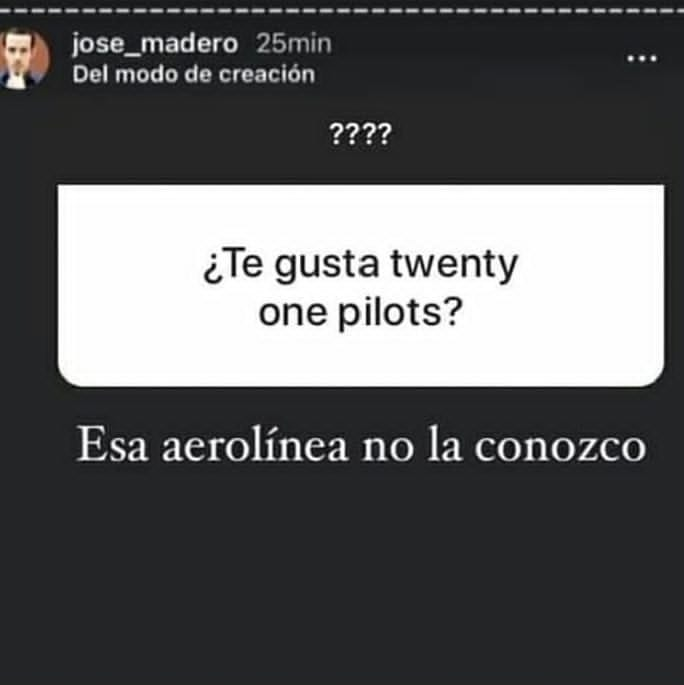 jose_madero 25min
Del modo de creación
????
¿Te gusta twenty
one pilots?
Esa aerolínea no la conozco